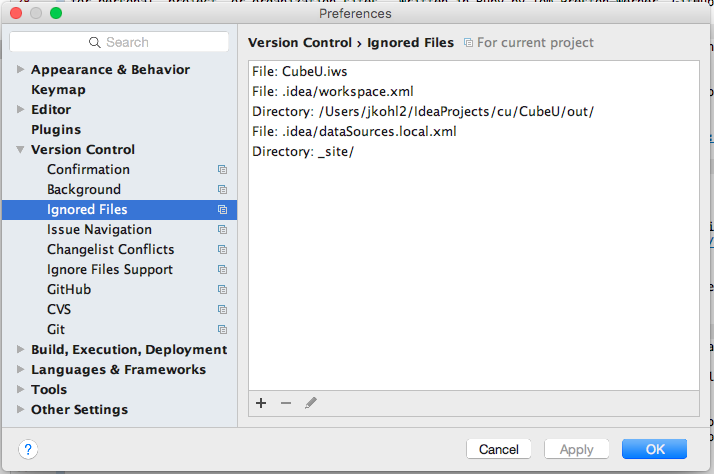 Preferences
Search
Version Control › Ignored Files For current project
Appearance & Behavior
Keymap
Editor
Plugins
Version Control
Confirmation
Background
Ignored Files
Issue Navigation
Changelist Conflicts
Ignore Files Support
GitHub
CVS
Git
Build, Execution, Deployment
Languages & Frameworks
Tools
Other Settings
File: CubeU.iws
File: .idea/workspace.xml
Directory: /Users/jkohl2/IdeaProjects/cu/CubeU/out/
File: .idea/dataSources.local.xml
Directory: _site/
+ −
?
Cancel Apply OK